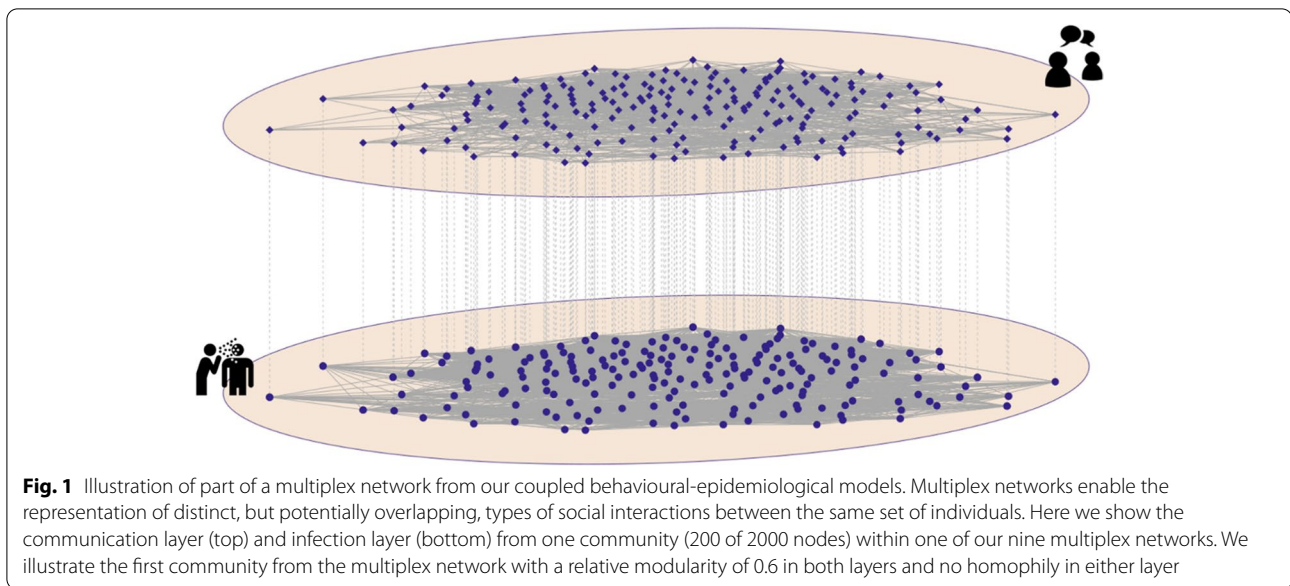 Fig. 1 Illustration of part of a multiplex network from our coupled behavioural-epidemiological models. Multiplex networks enable the
representation of distinct, but potentially overlapping, types of social interactions between the same set of individuals. Here we show the
communication layer (top) and infection layer (bottom) from one community (200 of 2000 nodes) within one of our nine multiplex networks. We
illustrate the first community from the multiplex network with a relative modularity of 0.6 in both layers and no homophily in either layer